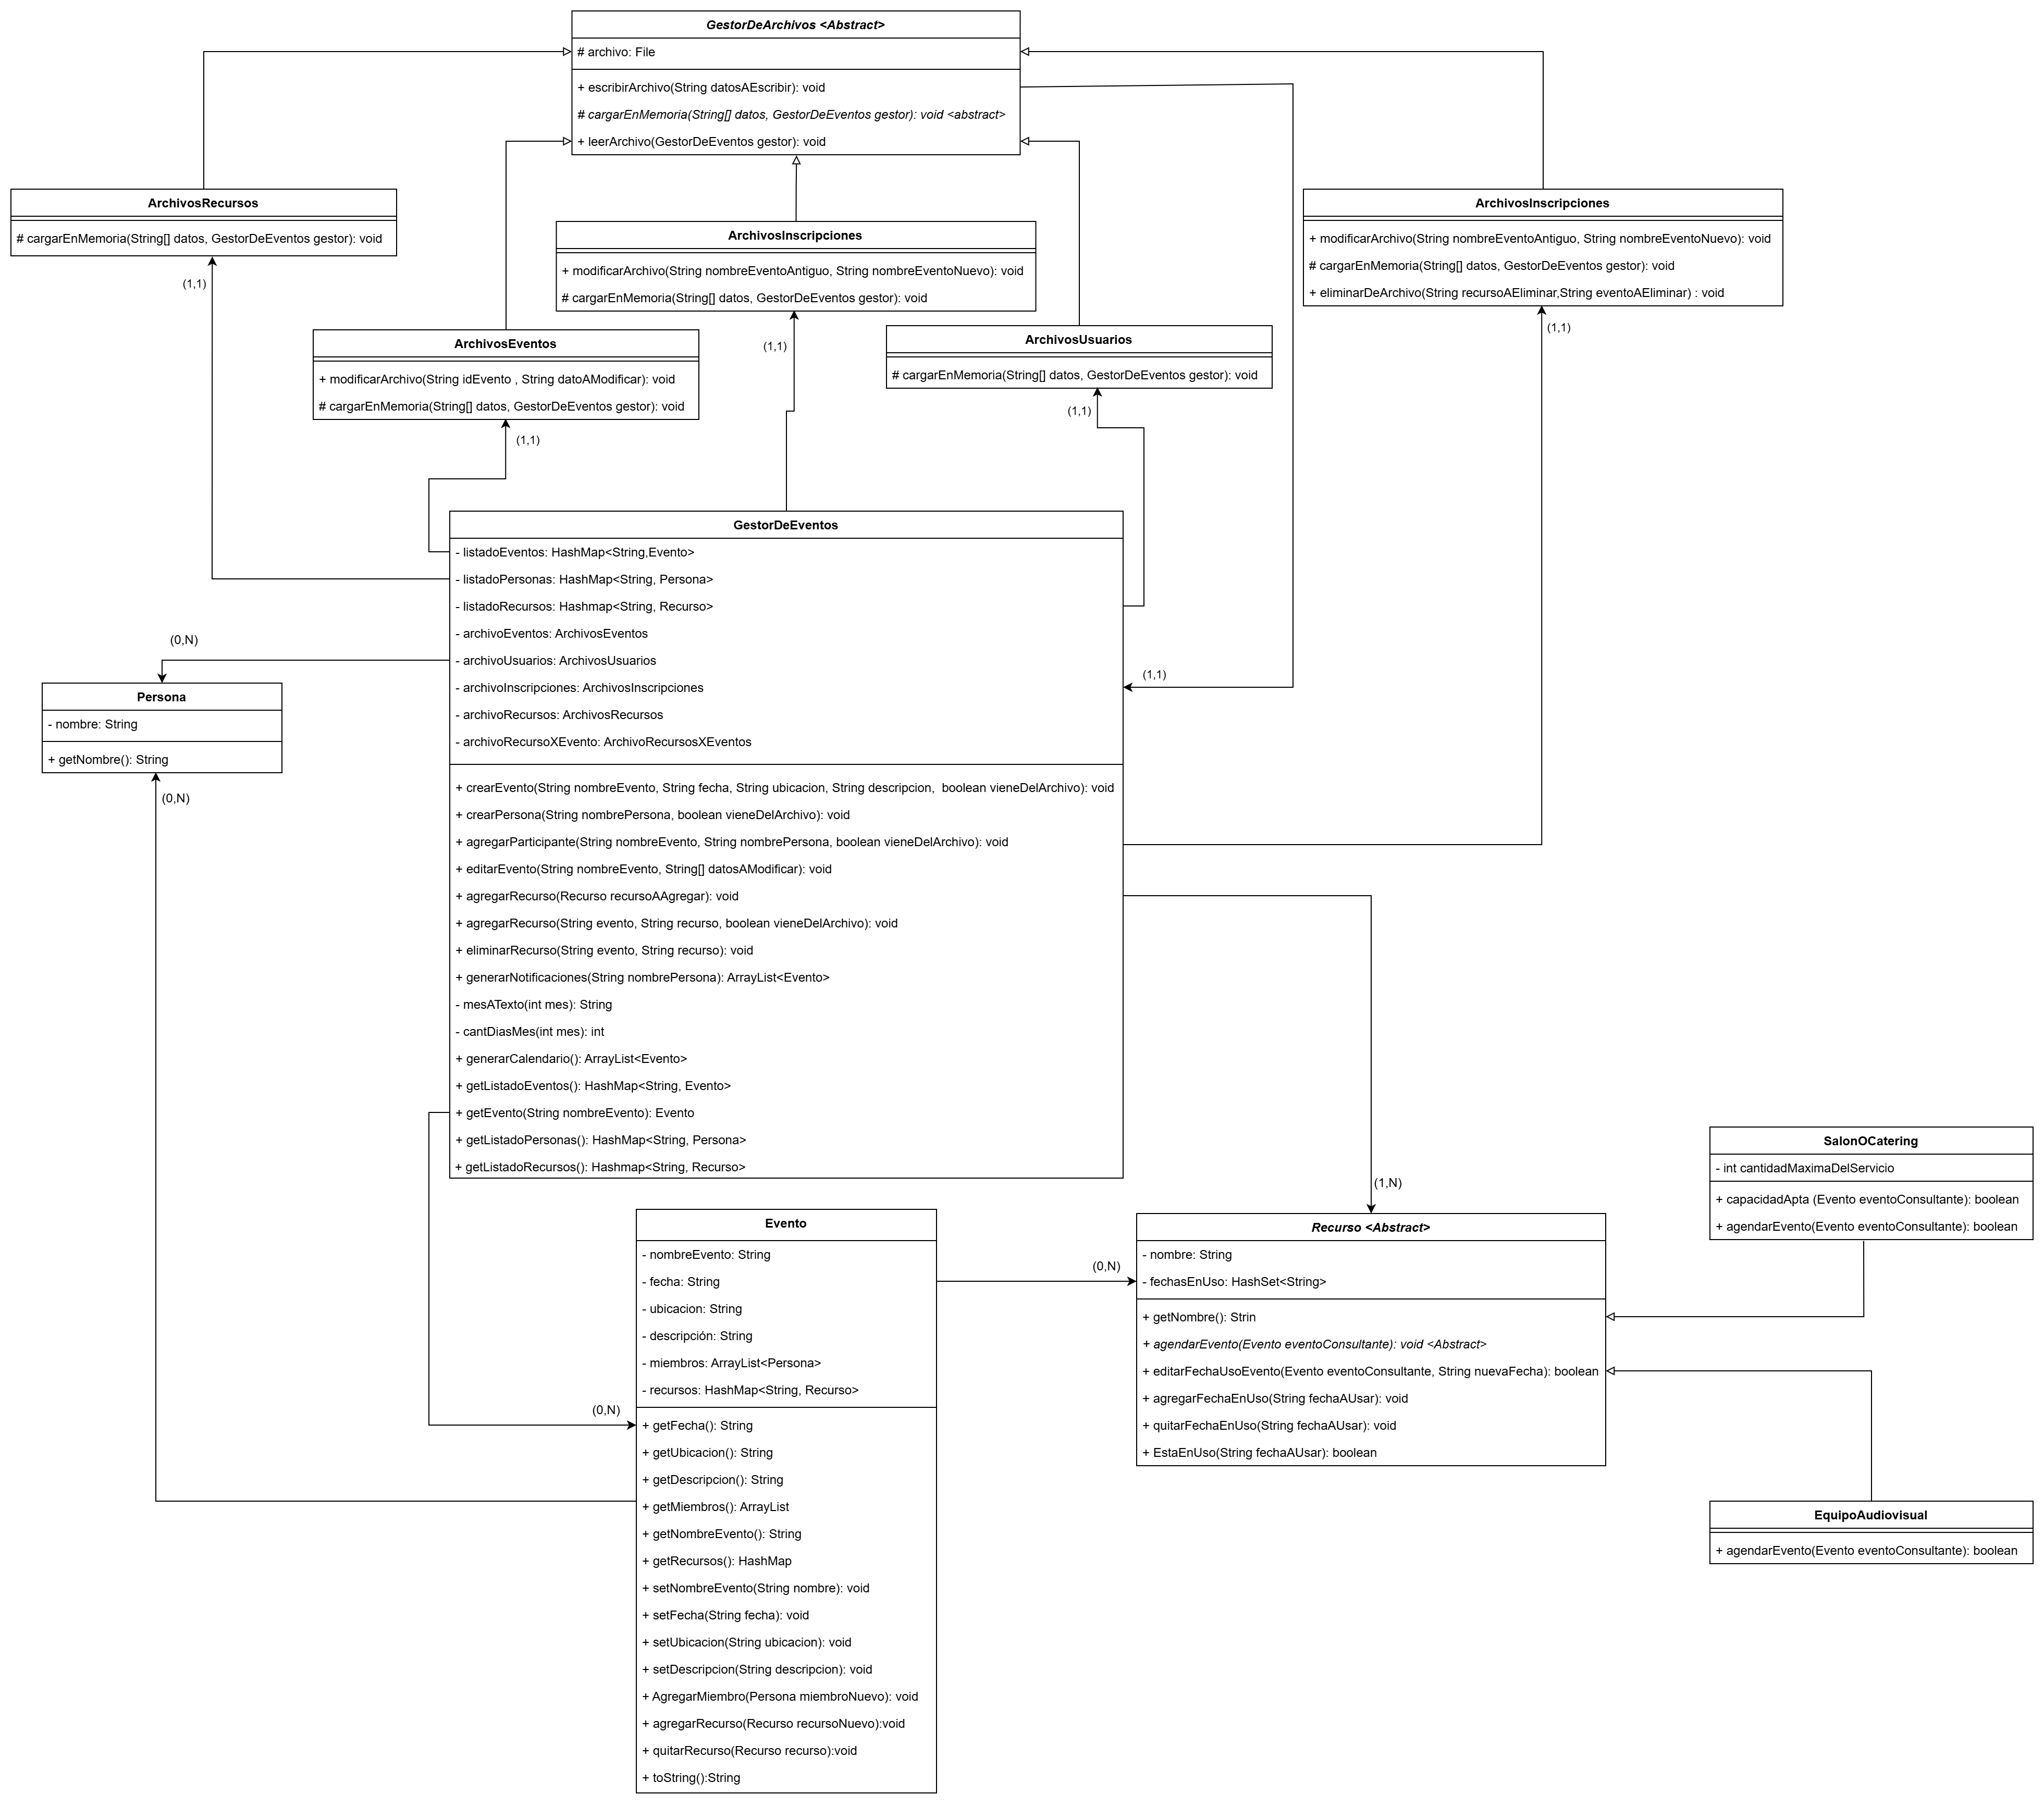 GestorDeArchivos <Abstract>
# archivo: File
+ escribirArchivo(String datosAEscribir): void
# cargarEnMemoria(String[] datos, GestorDeEventos gestor): void <abstract>
+ leerArchivo(GestorDeEventos gestor): void
ArchivosRecursos
# cargarEnMemoria(String[] datos, GestorDeEventos gestor): void
(1,1)
ArchivosInscripciones
+ modificarArchivo(String nombreEventoAntiguo, String nombreEventoNuevo): void
# cargarEnMemoria(String[] datos, GestorDeEventos gestor): void
(1,1)
ArchivosInscripciones
+ modificarArchivo(String nombreEventoAntiguo, String nombreEventoNuevo): void
# cargarEnMemoria(String[] datos, GestorDeEventos gestor): void
+ eliminarDeArchivo(String recursoAEliminar,String eventoAEliminar) : void
(1,1)
ArchivosEventos
+ modificarArchivo(String idEvento , String datoAModificar): void
# cargarEnMemoria(String[] datos, GestorDeEventos gestor): void
(1,1)
ArchivosUsuarios
# cargarEnMemoria(String[] datos, GestorDeEventos gestor): void
(1,1)
GestorDeEventos
- listadoEventos: HashMap<String,Evento>
- listadoPersonas: HashMap<String, Persona>
- listadoRecursos: Hashmap<String, Recurso>
- archivoEventos: ArchivosEventos
- archivoUsuarios: ArchivosUsuarios
- archivoInscripciones: ArchivosInscripciones
- archivoRecursos: ArchivosRecursos
- archivoRecursoXEvento: ArchivoRecursosXEventos
(1,1)
+ crearEvento(String nombreEvento, String fecha, String ubicacion, String descripcion,  boolean vieneDelArchivo): void
+ crearPersona(String nombrePersona, boolean vieneDelArchivo): void
+ agregarParticipante(String nombreEvento, String nombrePersona, boolean vieneDelArchivo): void
+ editarEvento(String nombreEvento, String[] datosAModificar): void
+ agregarRecurso(Recurso recursoAAgregar): void
+ agregarRecurso(String evento, String recurso, boolean vieneDelArchivo): void
+ eliminarRecurso(String evento, String recurso): void
+ generarNotificaciones(String nombrePersona): ArrayList<Evento>
- mesATexto(int mes): String
- cantDiasMes(int mes): int
+ generarCalendario(): ArrayList<Evento>
+ getListadoEventos(): HashMap<String, Evento>
+ getEvento(String nombreEvento): Evento
+ getListadoPersonas(): HashMap<String, Persona>
+ getListadoRecursos(): Hashmap<String, Recurso>
(0,N)
Persona
- nombre: String
+ getNombre(): String
(0,N)
Evento
- nombreEvento: String
- fecha: String
- ubicacion: String
- descripción: String
- miembros: ArrayList<Persona>
- recursos: HashMap<String, Recurso>
(0,N)
+ getFecha(): String
+ getUbicacion(): String
+ getDescripcion(): String
+ getMiembros(): ArrayList
+ getNombreEvento(): String
+ getRecursos(): HashMap
+ setNombreEvento(String nombre): void
+ setFecha(String fecha): void
+ setUbicacion(String ubicacion): void
+ setDescripcion(String descripcion): void
+ AgregarMiembro(Persona miembroNuevo): void
+ agregarRecurso(Recurso recursoNuevo):void
+ quitarRecurso(Recurso recurso):void
+ toString():String
(0,N)
(1,N)
Recurso <Abstract>
- nombre: String
- fechasEnUso: HashSet<String>
+ getNombre(): Strin
+ agendarEvento(Evento eventoConsultante): void <Abstract>
+ editarFechaUsoEvento(Evento eventoConsultante, String nuevaFecha): boolean
+ agregarFechaEnUso(String fechaAUsar): void
+ quitarFechaEnUso(String fechaAUsar): void
+ EstaEnUso(String fechaAUsar): boolean
SalonOCatering
- int cantidadMaximaDelServicio
+ capacidadApta (Evento eventoConsultante): boolean
+ agendarEvento(Evento eventoConsultante): boolean
EquipoAudiovisual
+ agendarEvento(Evento eventoConsultante): boolean